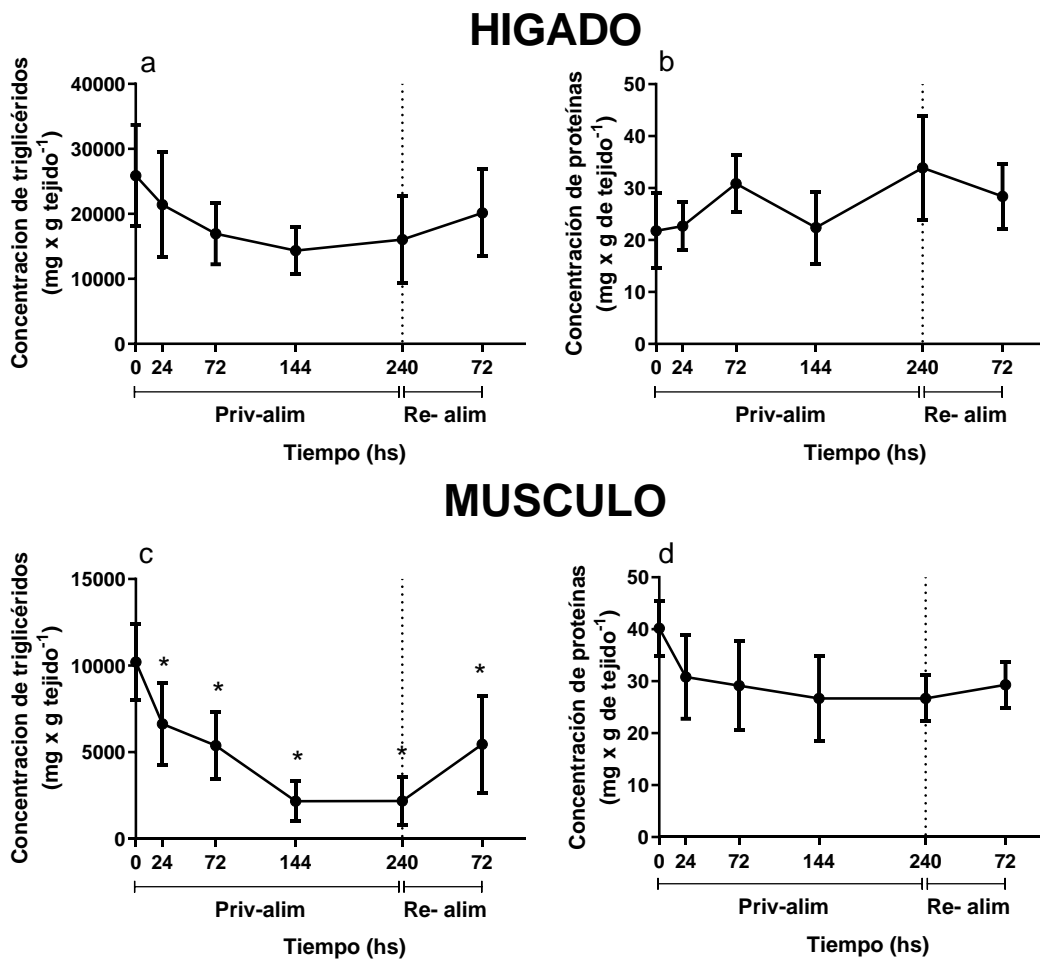 HIGADO
a
Concentracion de triglicéridos
(mg x g tejido-1)
40000
30000
20000
10000
0
0 24 72 144 240 72
Priv-alim Re- alim
Tiempo (hs)
b
Concentración de proteínas
(mg x g de tejido-1)
50
40
30
20
10
0
0 24 72 144 240 72
Priv-alim Re- alim
Tiempo (hs)
MUSCULO
c
Concentración de triglicéridos
(mg x g tejido-1)
15000
10000
5000
0
* * * * *
0 24 72 144 240 72
Priv-alim Re- alim
Tiempo (hs)
d
Concentración de proteínas
(mg x g de tejido-1)
50
40
30
20
10
0
0 24 72 144 240 72
Priv-alim Re- alim
Tiempo (hs)